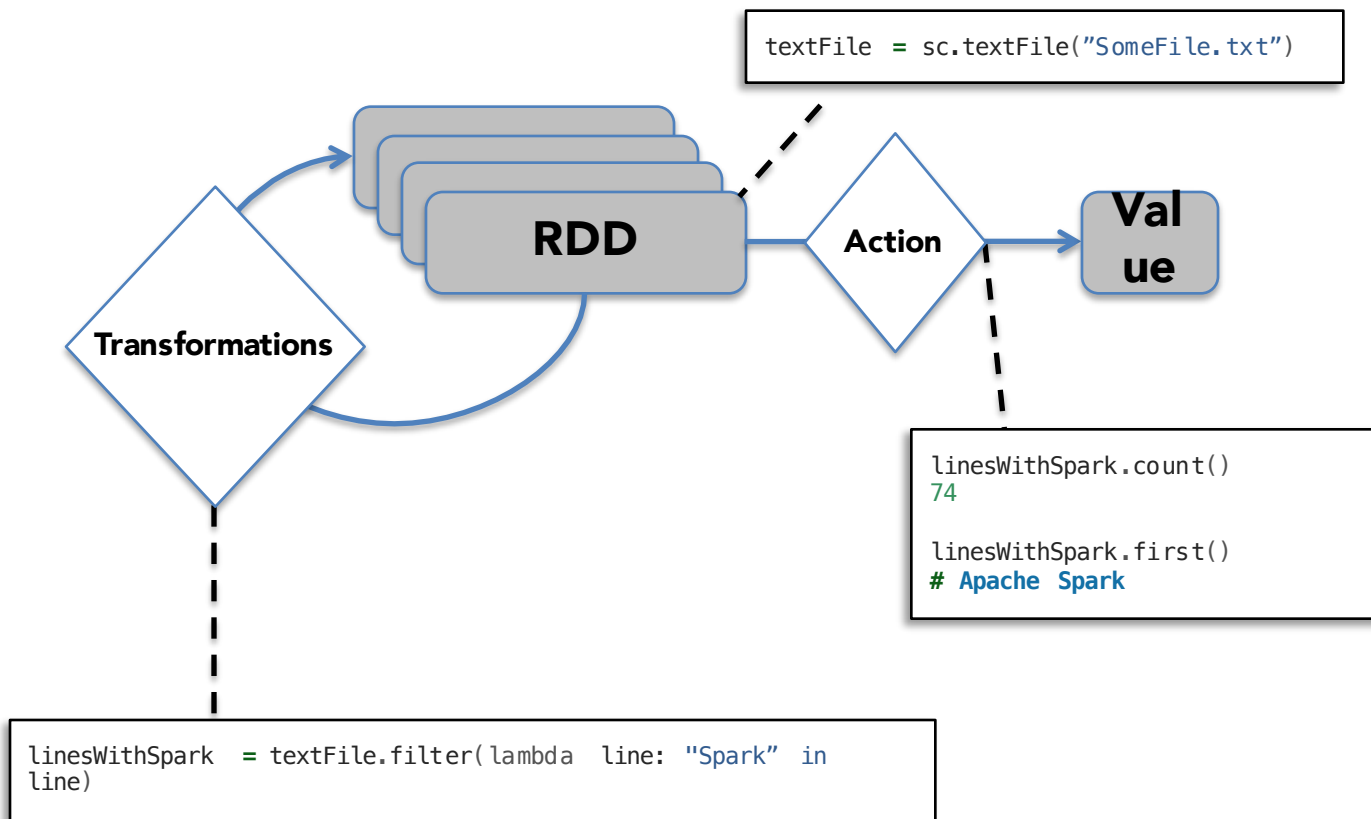 textFile = sc.textFile(”SomeFile.txt”)
RDD
Action
Val
ue
Transformations
linesWithSpark.count()
74
linesWithSpark.first()
# Apache Spark
linesWithSpark = textFile.filter(lambda line: "Spark” in
line)